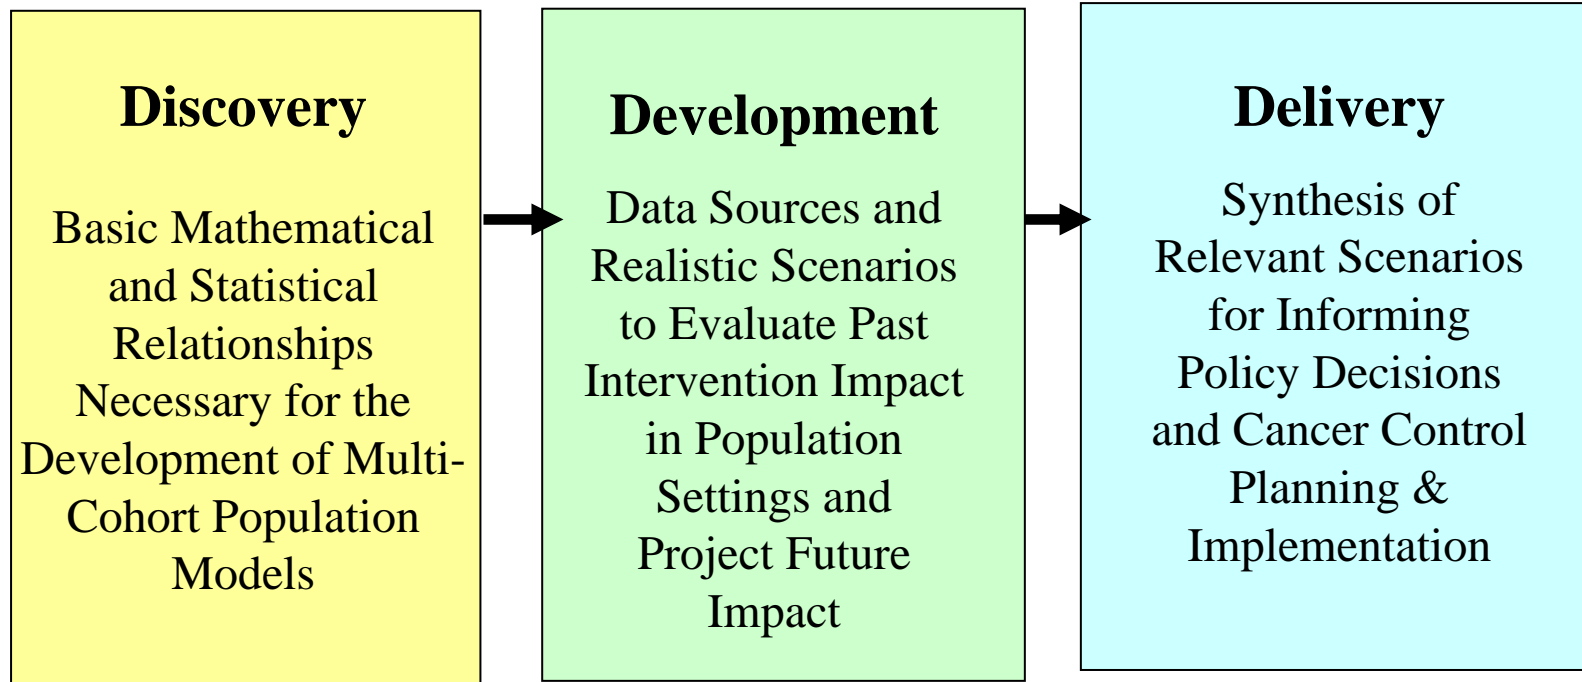 Discovery
Basic Mathematical
and Statistical
Relationships
Necessary for the
Development of Multi-
Cohort Population
Models
Development
Data Sources and
Realistic Scenarios
to Evaluate Past
Intervention Impact
in Population
Settings and
Project Future
Impact
Delivery
Synthesis of
Relevant Scenarios
for Informing
Policy Decisions
and Cancer Control
Planning &
Implementation